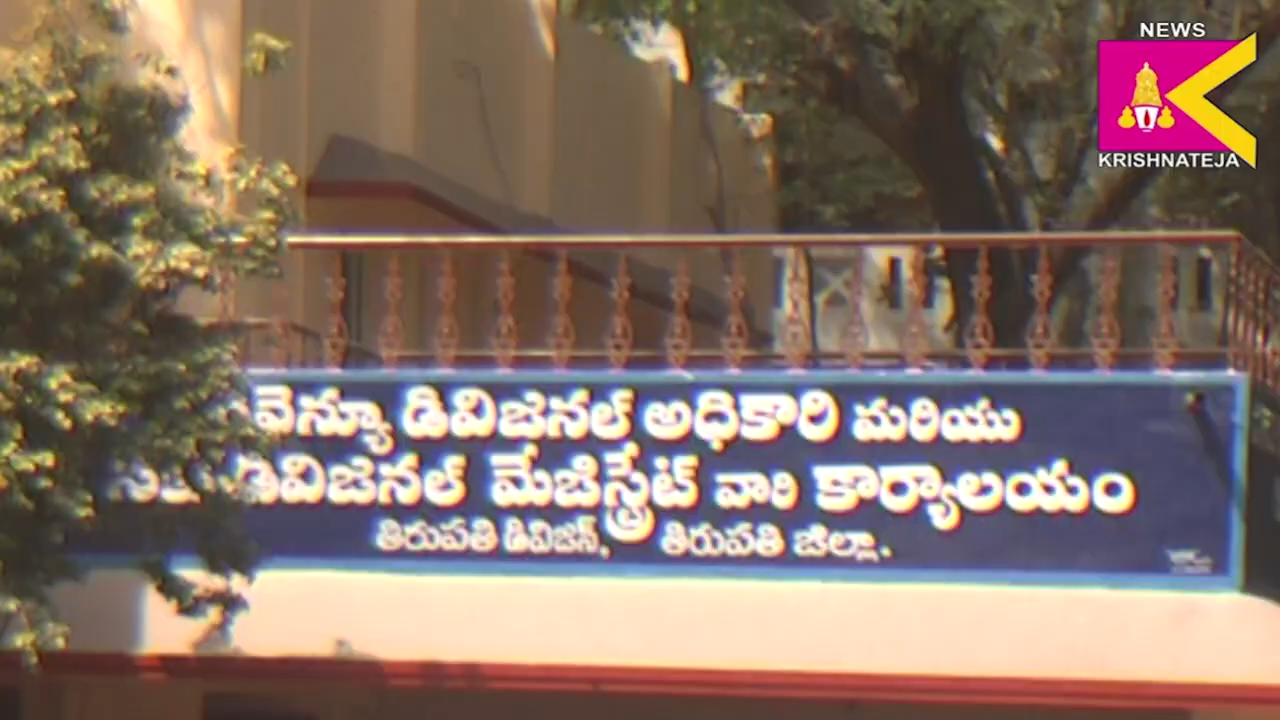 NEWS
KRISHNATEJA
వెన్యూ డివిజనల్ అధికారి మరియు
డివిజనల్ మేజిస్ట్రేట్ వారి కార్యాలయం
తిరుపతి డివిజన్, తిరుపతి జిల్లా.